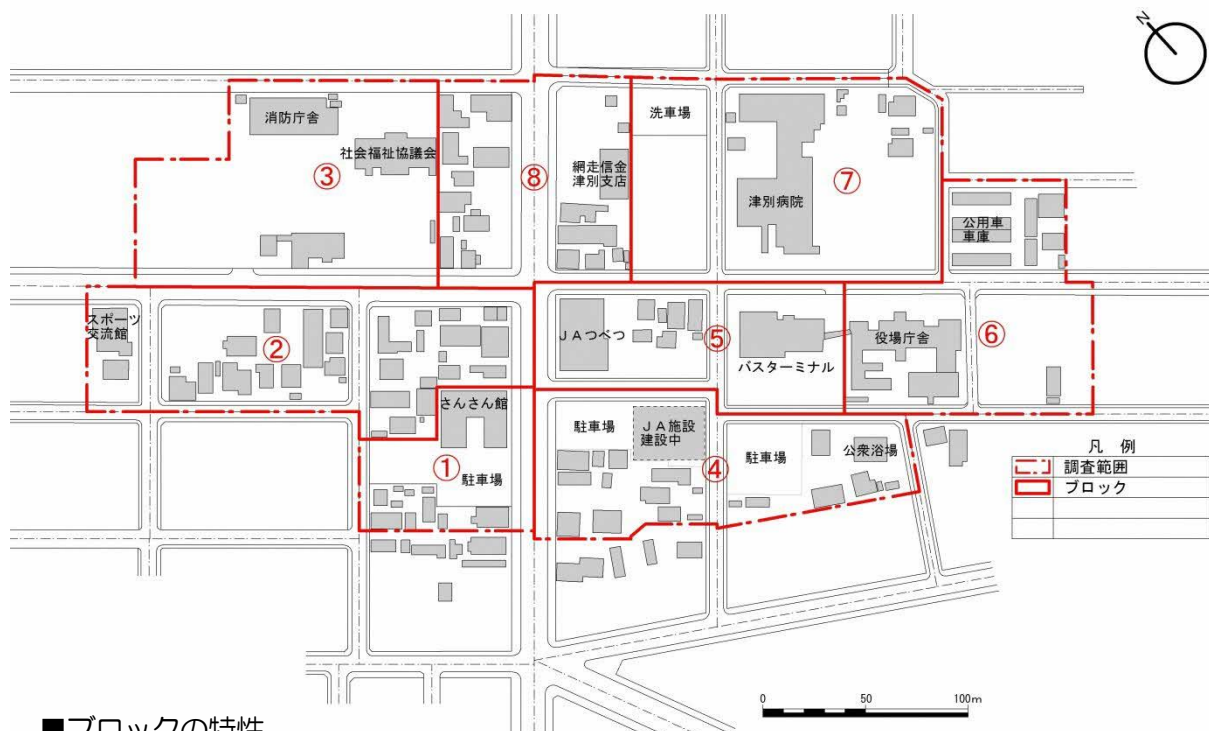 N
消防庁舎
社会福祉協議会
③
⑧
網走信金
津別支店
洗車場
津別病院
⑦
公用車
車庫
スポーツ
交流館
②
JAつべつ
⑤
バスターミナル
役場庁舎
⑥
さんさん館
①
駐車場
駐車場
JA施設
建設中
④
駐車場
公衆浴場
凡 例
調査範囲
ブロック
0 50 100m
■ブロックの特性